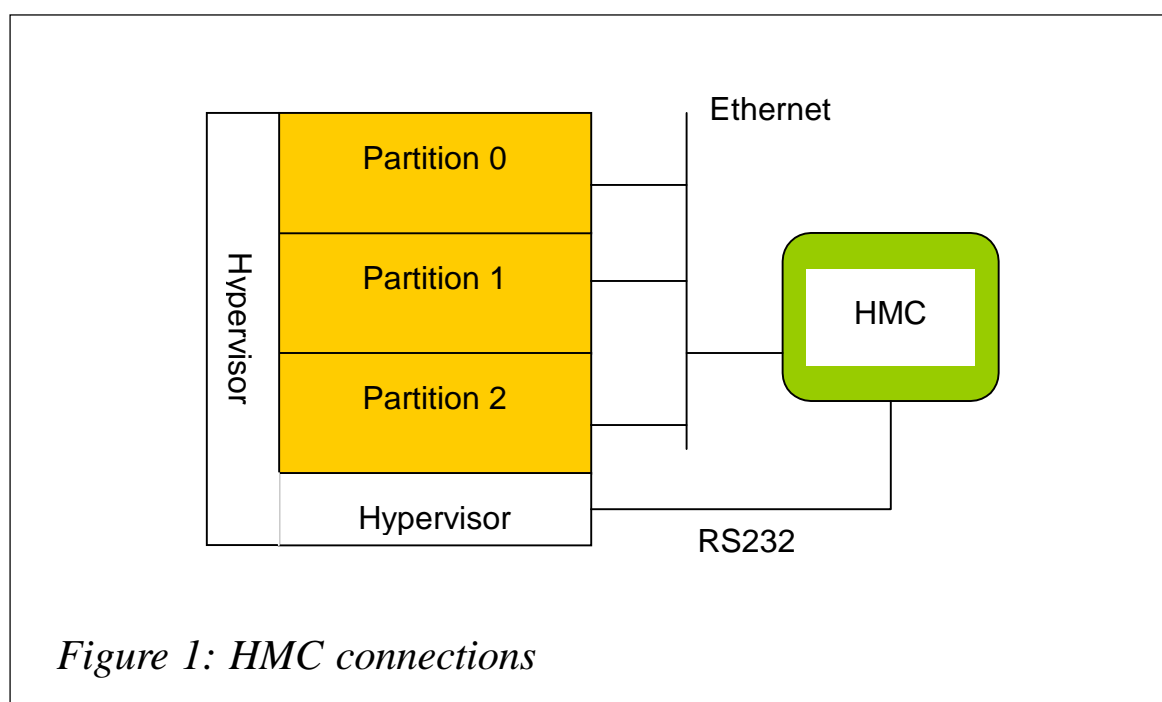 Ethernet
Partition 0
Hypervisor
Partition 1
HMC
Partition 2
Hypervisor
RS232
Figure 1: HMC connections